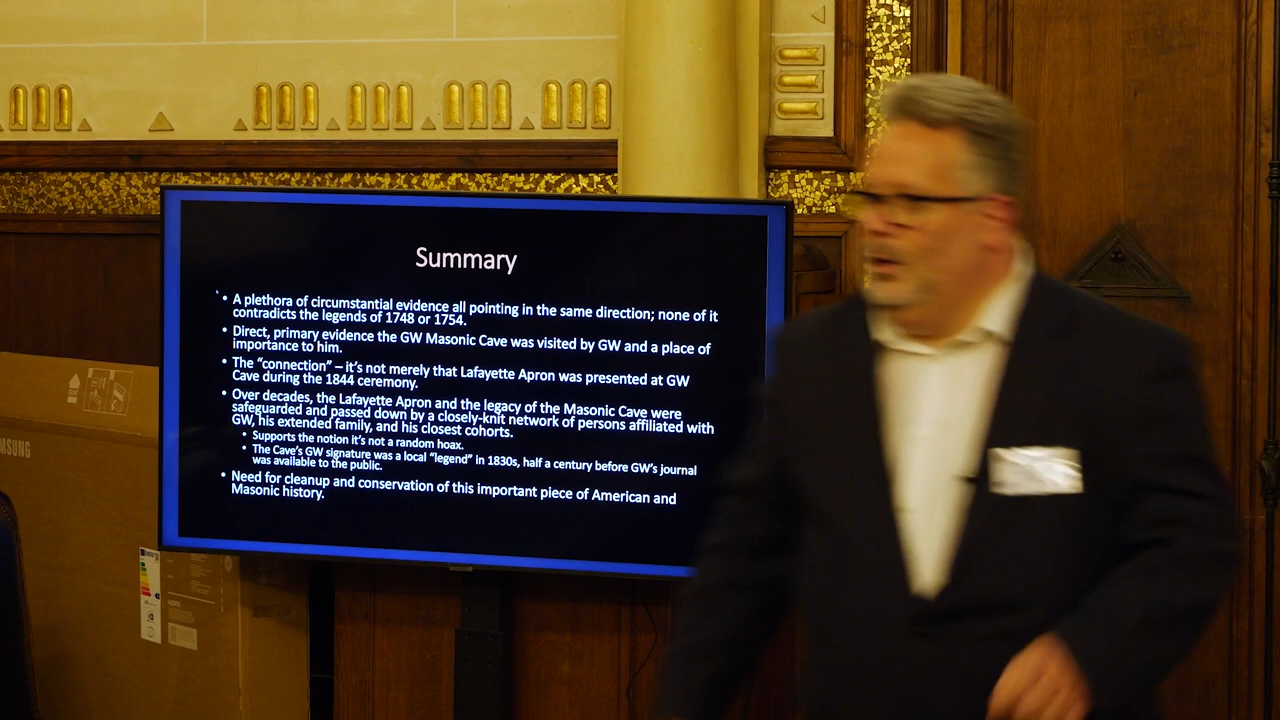 Summary
• A plethora of circumstantial evidence all pointing in the same direction; none of it
contradicts the legends of 1748 or 1754.
• Direct, primary evidence the GW Masonic Cave was visited by GW and a place of
importance to him.
• The “connection” – it’s not merely that Lafayette Apron was presented at GW
Cave during the 1844 ceremony.
• Over decades, the Lafayette Apron and the legacy of the Masonic Cave were
safeguarded and passed down by a closely-knit network of persons affiliated with
GW, his extended family, and his closest cohorts.
• Supports the notion it’s not a random hoax.
• The Cave’s GW signature was a local “legend” in 1830s, half a century before GW’s journal
was available to the public.
• Need for cleanup and conservation of this important piece of American and
Masonic history.
MSUNG